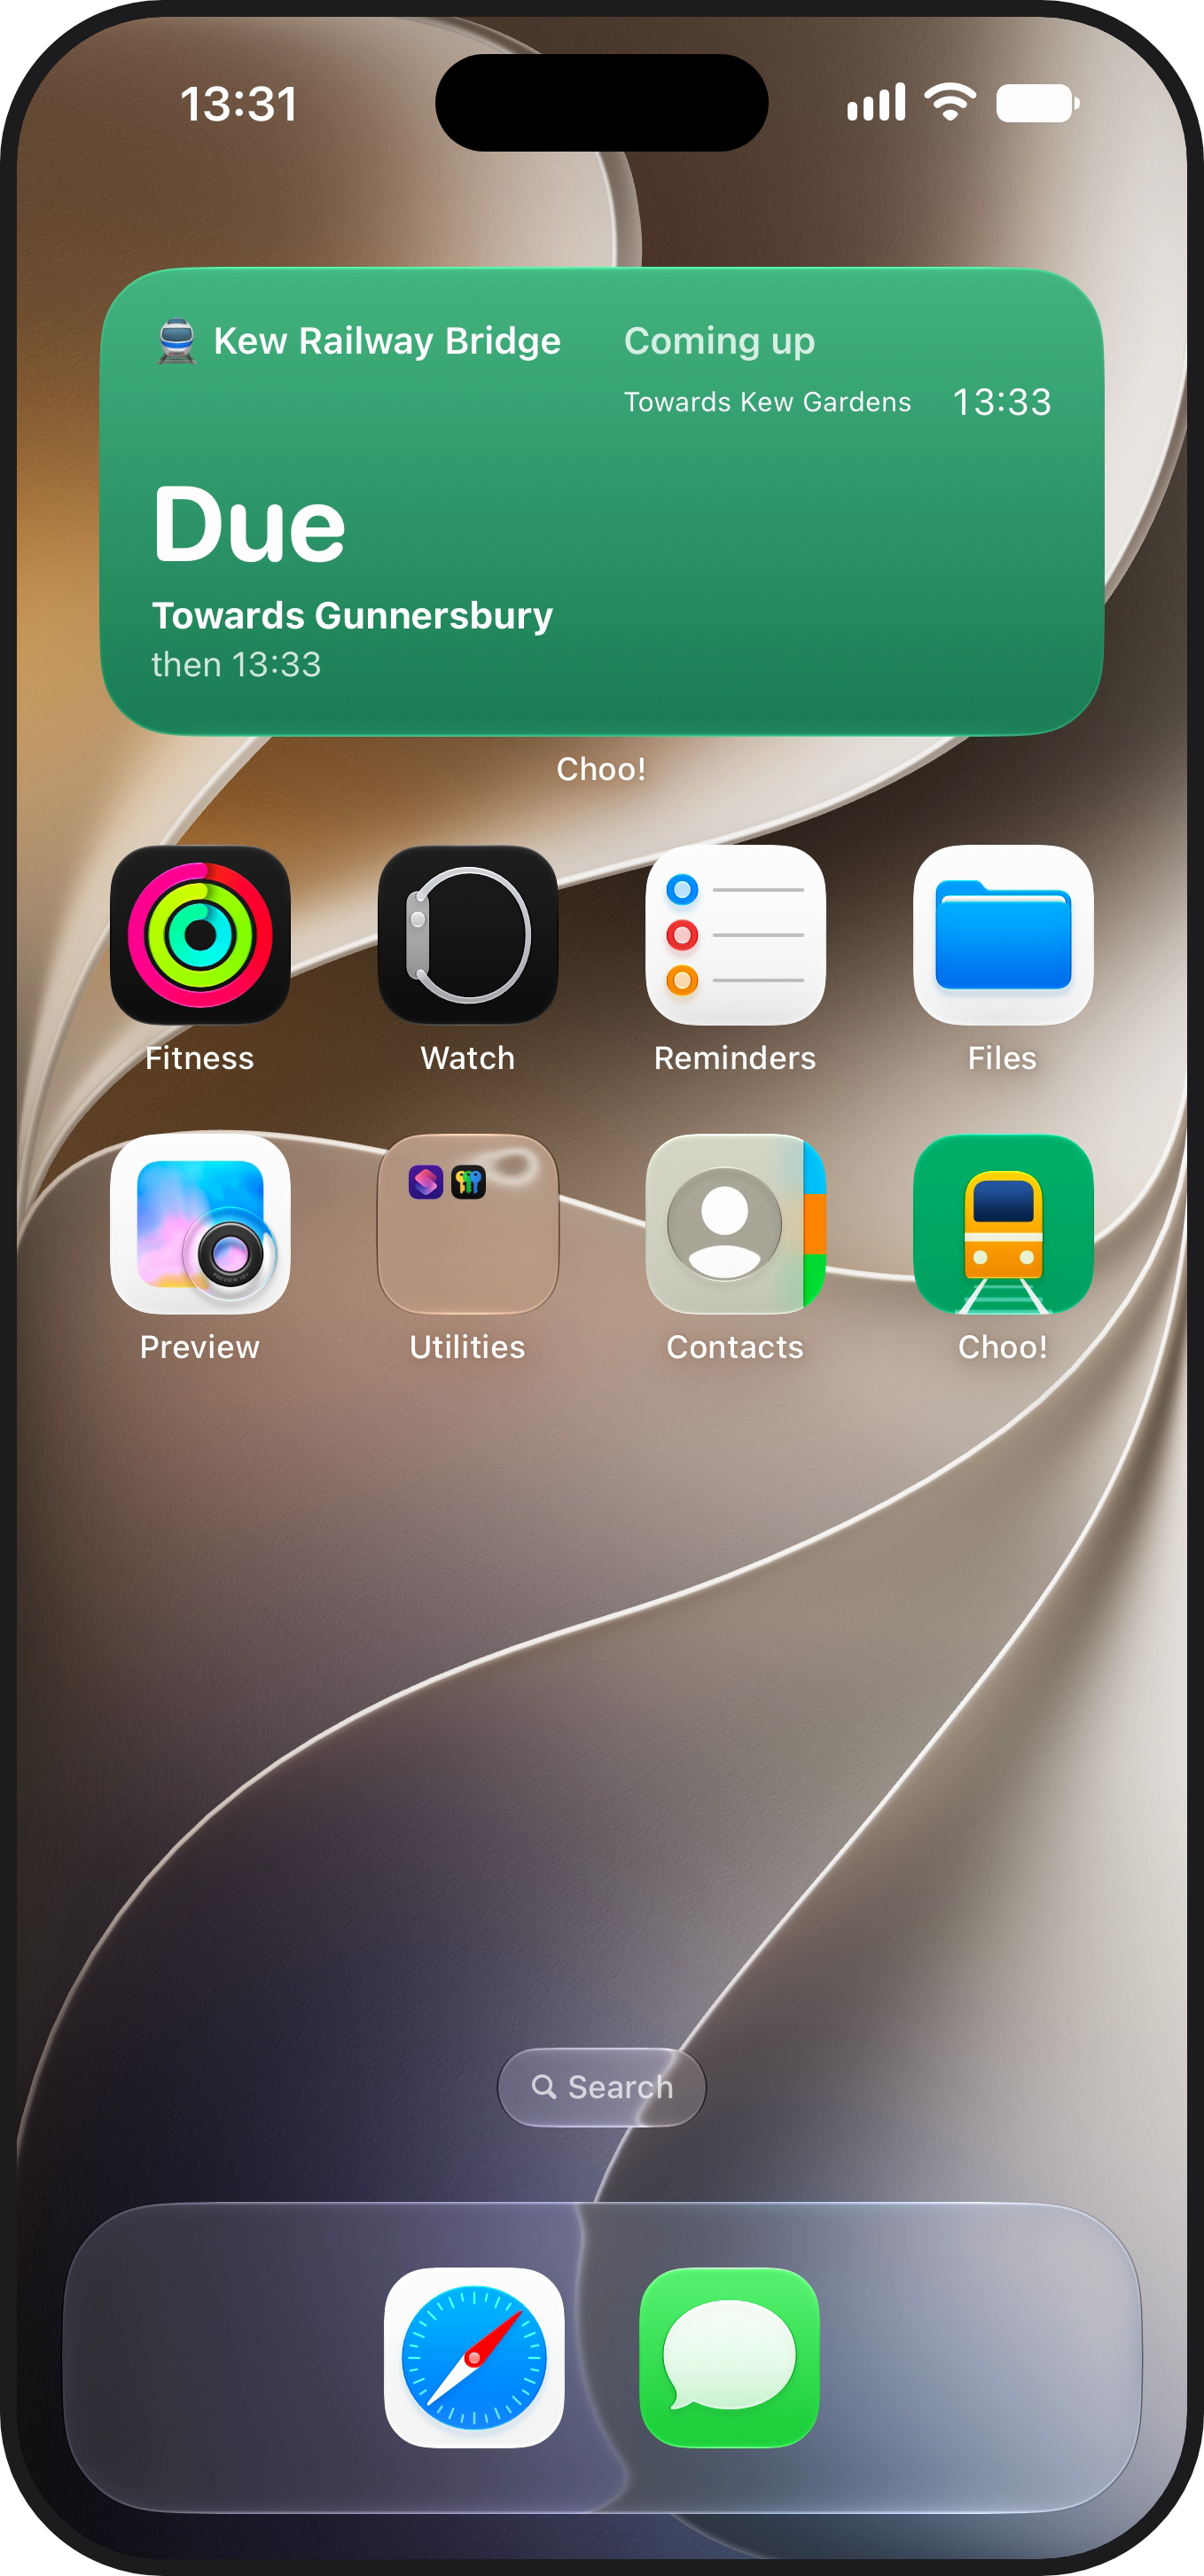 13:31
Kew Railway Bridge
Due
Towards Gunnersbury
then 13:33
Coming up
Towards Kew Gardens 13:33
Choo!
Fitness Watch Reminders Files
Preview Utilities Contacts Choo!
Search